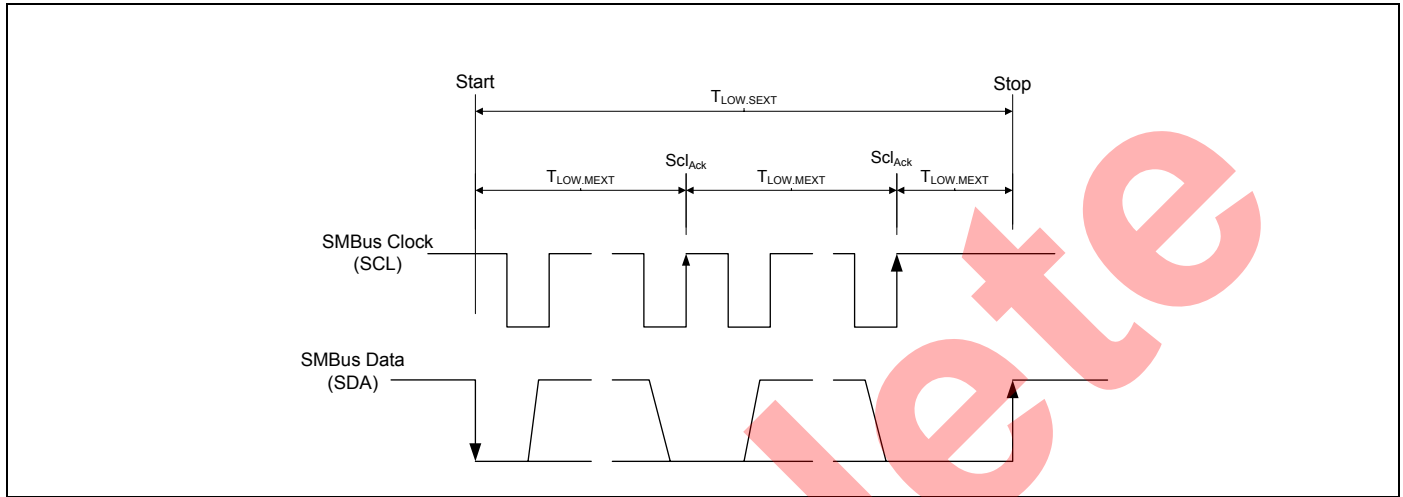 Start
Stop
TLOW.SEXT
SclAck
SclAck
TLOW.MEXT
TLOW.MEXT
TLOW.MEXT
SMBus Clock
(SCL)
SMBus Data
(SDA)
lete